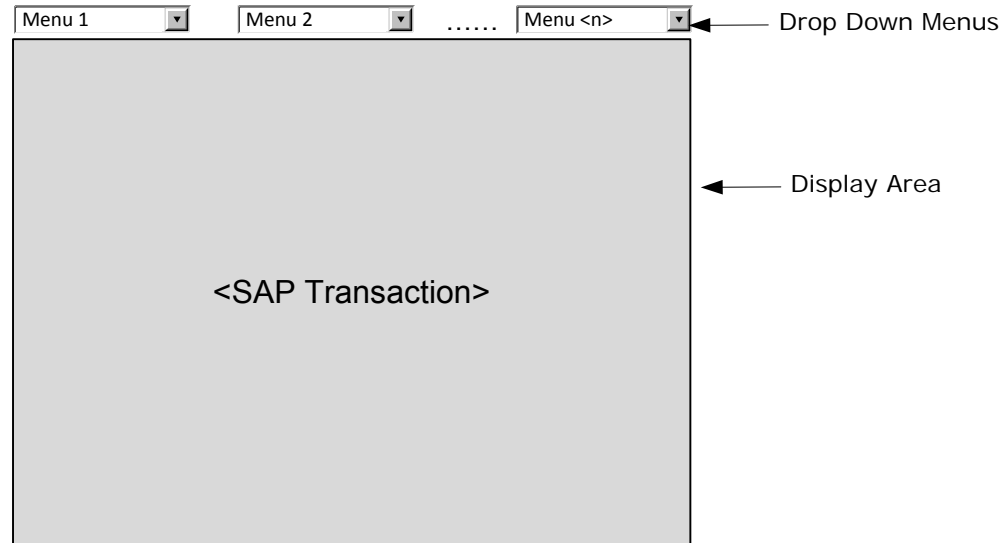 Menu 1
Menu 2
......
Menu <n>
Drop Down Menus
Display Area
<SAP Transaction>